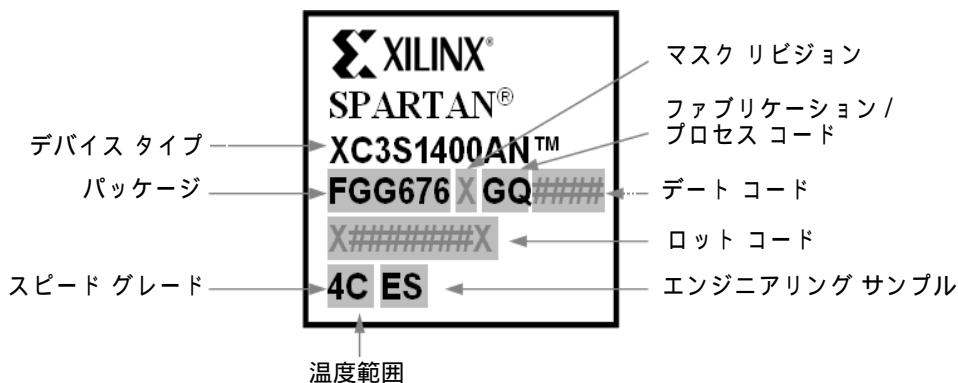 XILINX®
SPARTAN®
XC3S1400AN™
FGG676 X GQ####
X#######X
4C ES
デバイス タイプ
パッケージ
スピード グレード
温度範囲
マスク リビジョン
ファブリケーション /
プロセス コード
デート コード
ロット コード
エンジニアリング サンプル